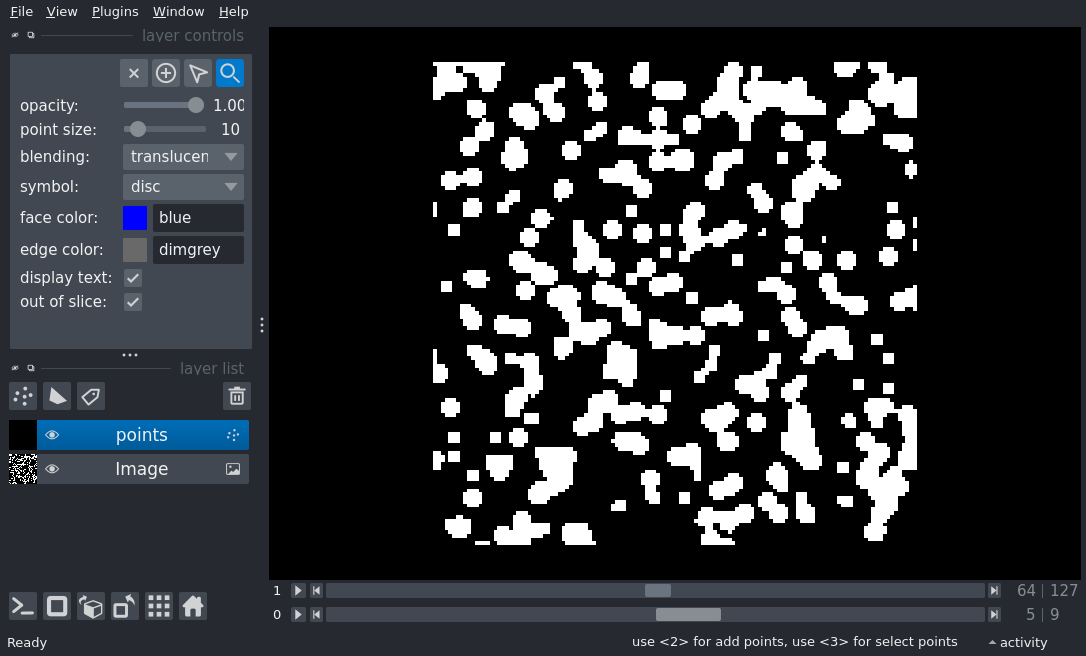 File View Plugins Window Help
layer controls
opacity: 1.00
point size: 10
blending: translucen
symbol: disc
face color: blue
edge color: dimgrey
display text:
out of slice:
layer list
points
Image
1 64 | 127
0 5 | 9
Ready use <2> for add points, use <3> for select points activity